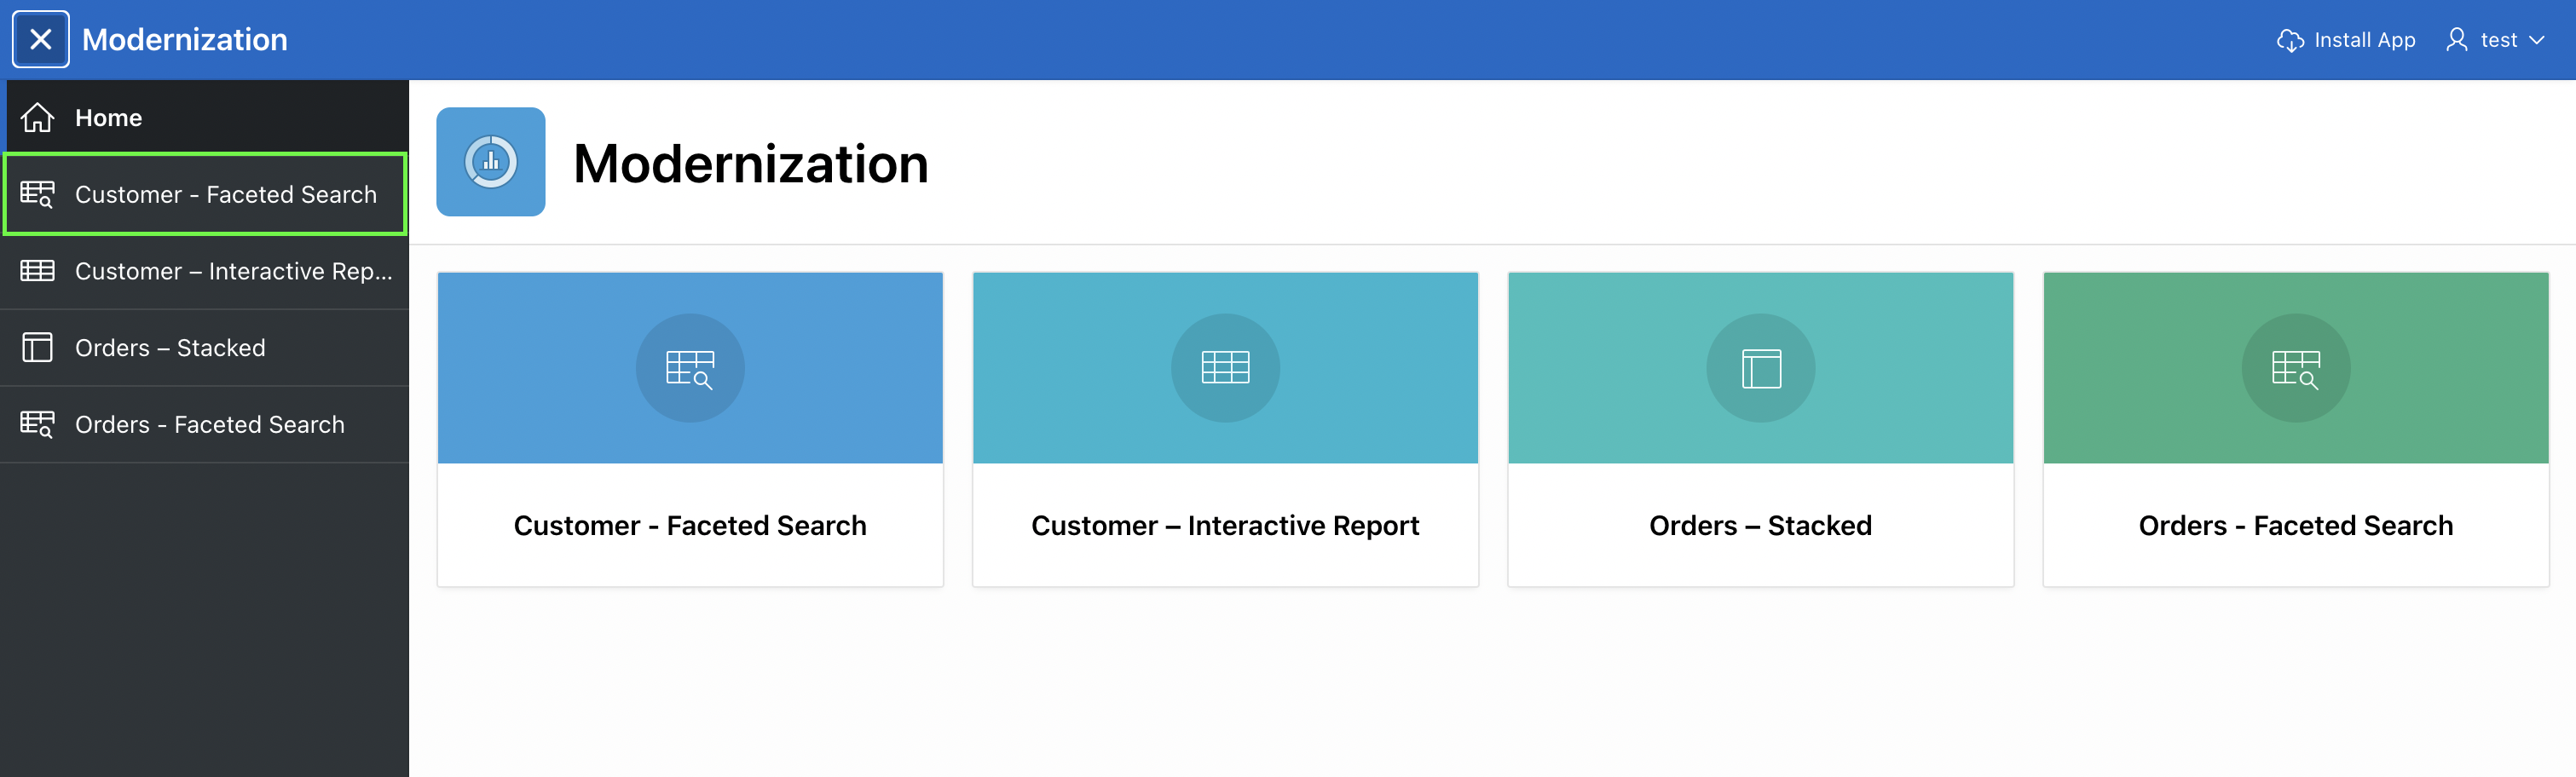 Modernization
Install App
test
Home
Customer - Faceted Search
Customer – Interactive Rep...
Orders – Stacked
Orders - Faceted Search
Modernization
Customer - Faceted Search
Customer – Interactive Report
Orders – Stacked
Orders - Faceted Search